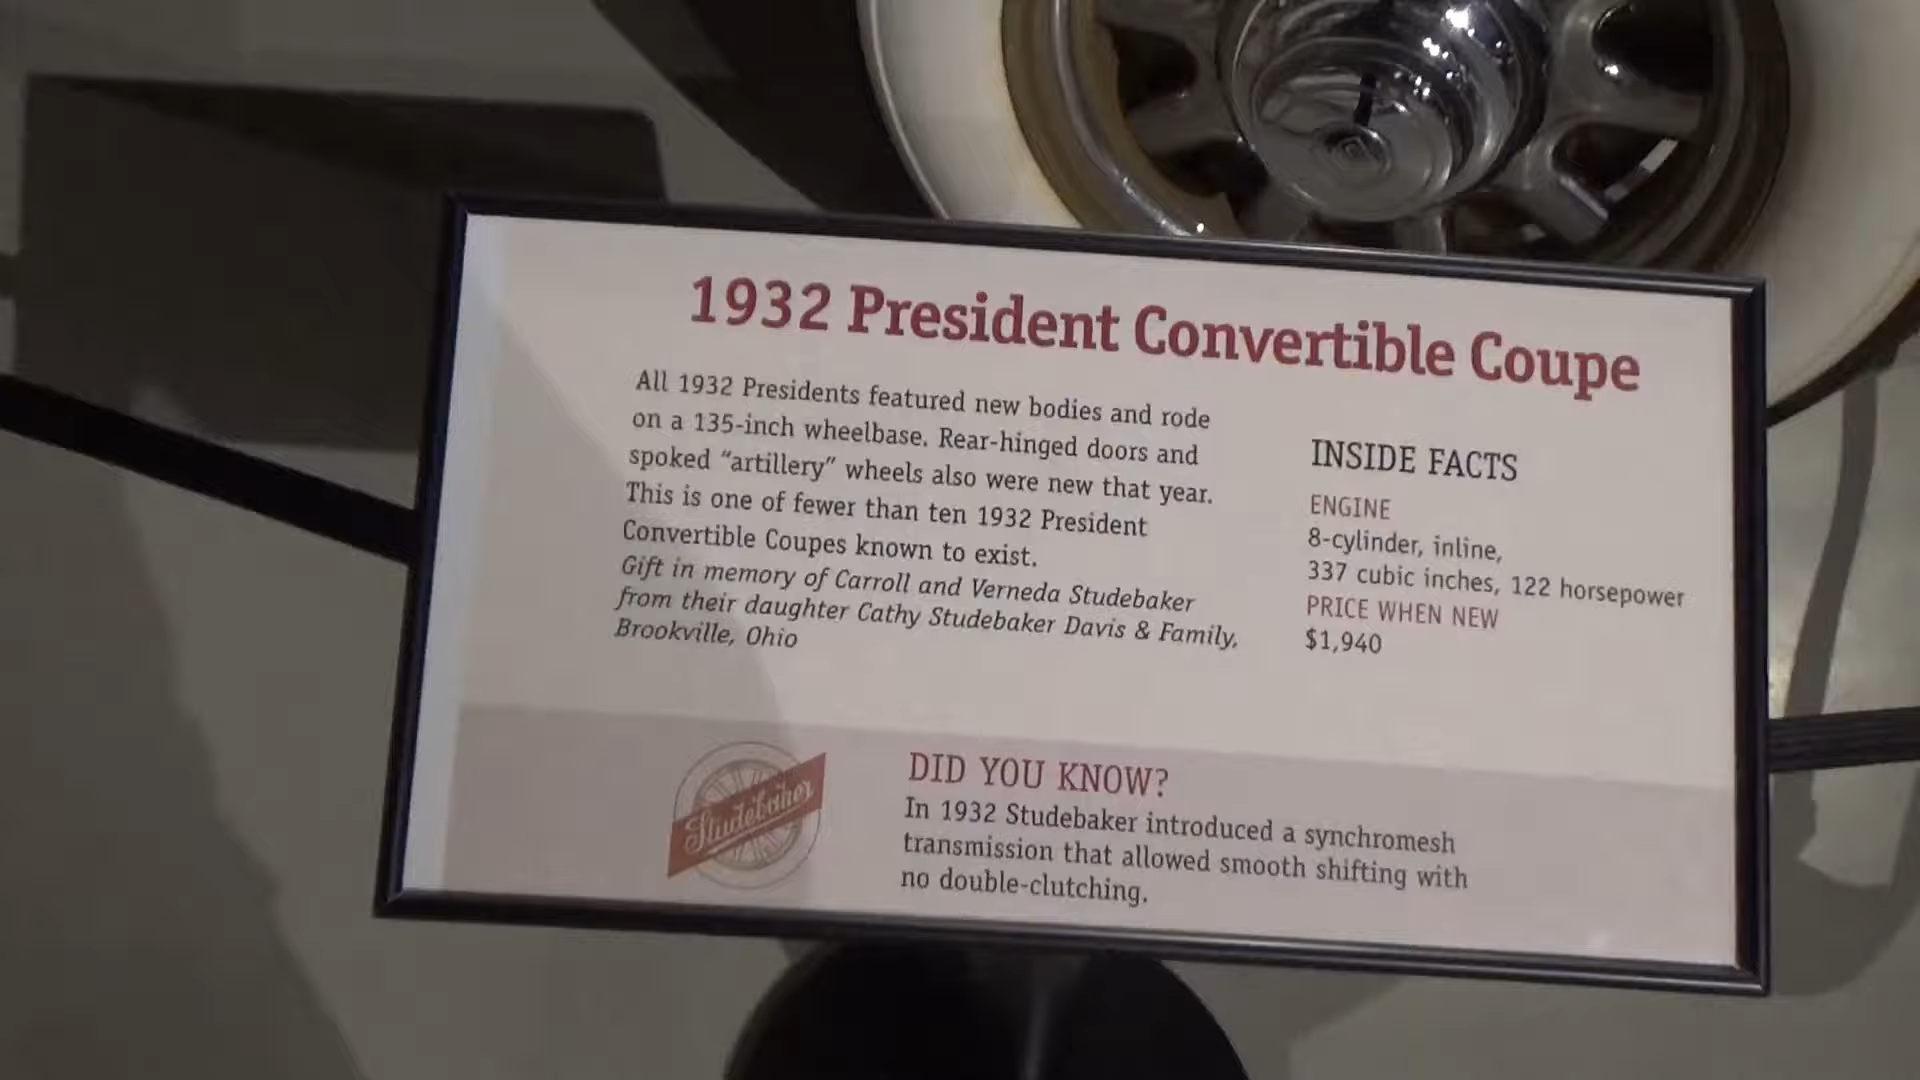 1932 President Convertible Coupe
All 1932 Presidents featured new bodies and rode
on a 135-inch wheelbase. Rear-hinged doors and
spoked “artillery” wheels also were new that year.
This is one of fewer than ten 1932 President
Convertible Coupes known to exist.
Gift in memory of Carroll and Verneda Studebaker
from their daughter Cathy Studebaker Davis & Family,
Brookville, Ohio
INSIDE FACTS
ENGINE
8-cylinder, inline,
337 cubic inches, 122 horsepower
PRICE WHEN NEW
$1,940
Studebaker
DID YOU KNOW?
In 1932 Studebaker introduced a synchromesh
transmission that allowed smooth shifting with
no double-clutching.